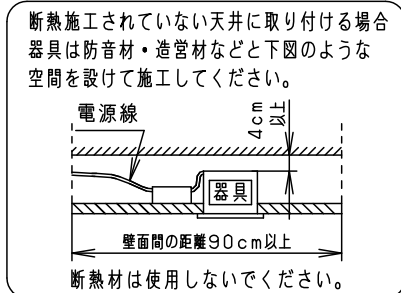 断熱施工されていない天井に取り付ける場合
器具は防音材・造営材などと下図のような
空間を設けて施工してください。
電源線
4cm
以上
器具
壁面間の距離90cm以上
断熱材は使用しないでください。